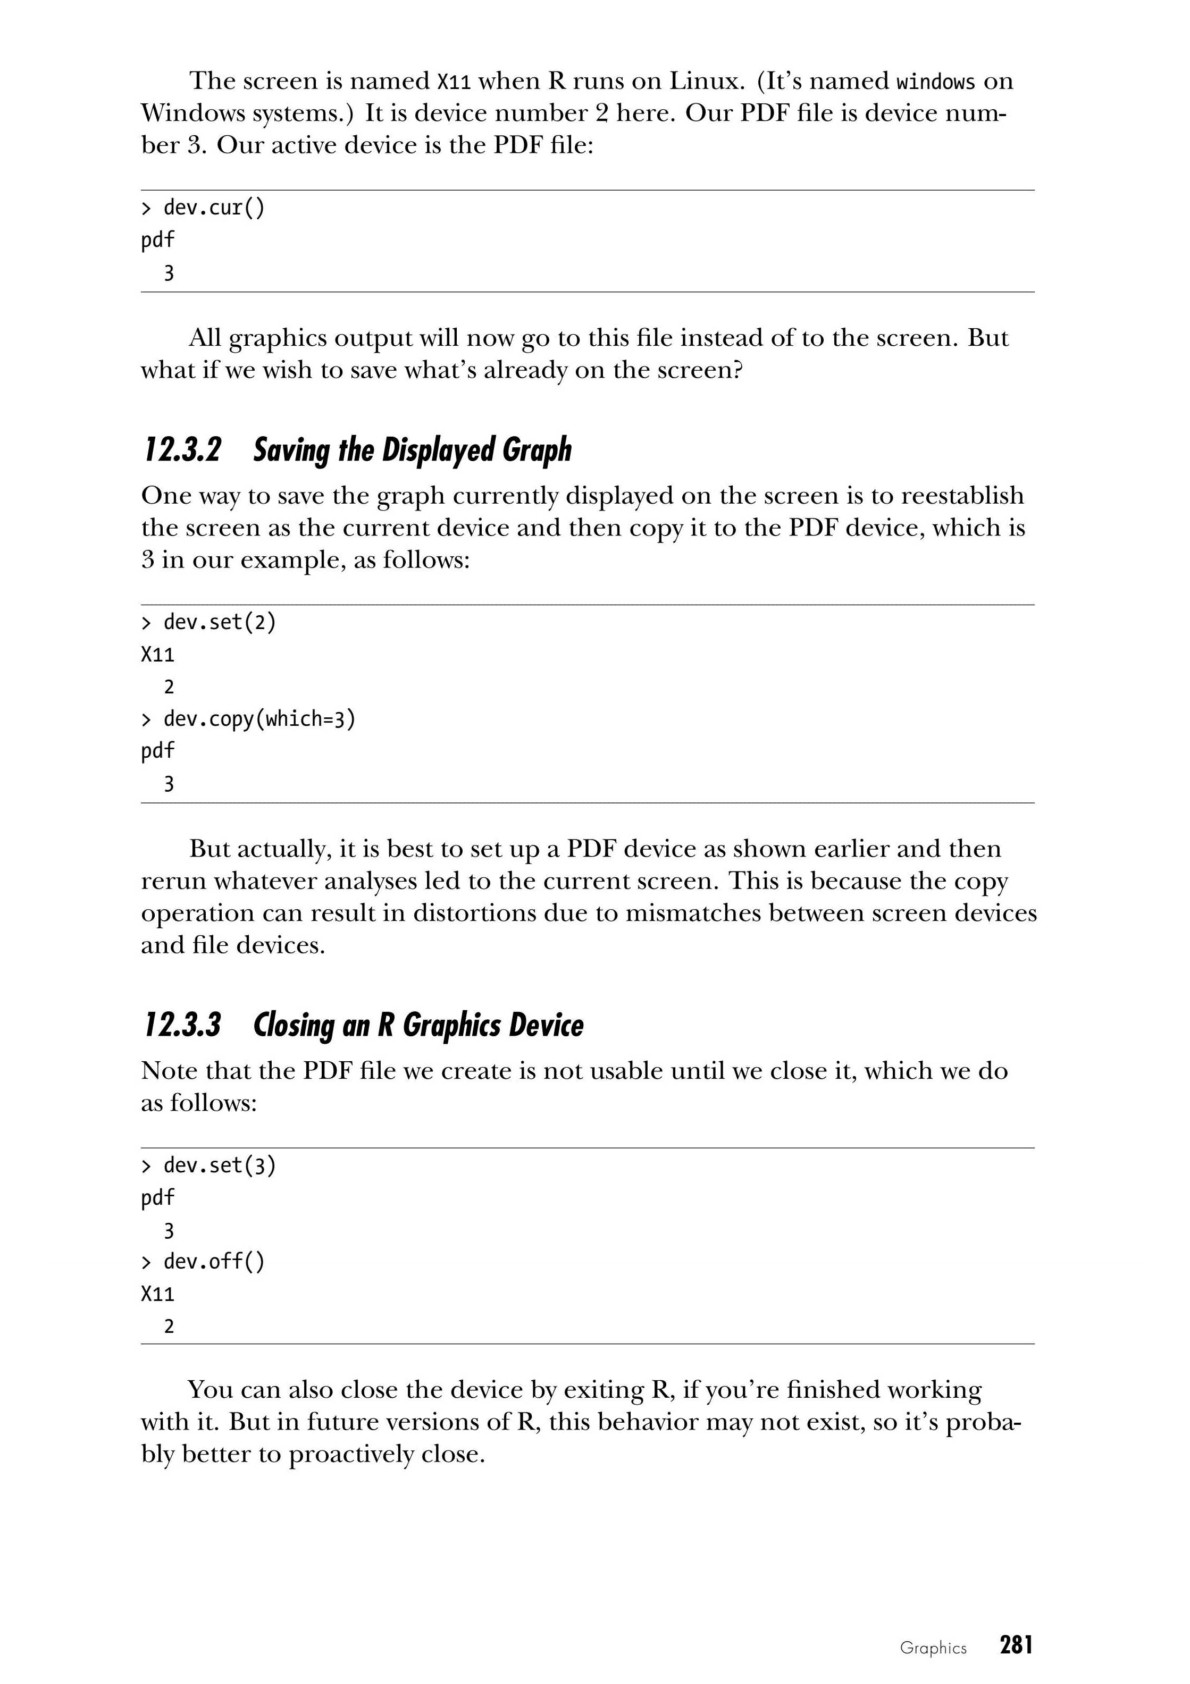 The screen is named X11 when R runs on Linux. (It’s named windows on
Windows systems.) It is device number 2 here. Our PDF file is device num-
ber 3. Our active device is the PDF file:
> dev.cur()
pdf
  3
All graphics output will now go to this file instead of to the screen. But
what if we wish to save what’s already on the screen?
12.3.2 Saving the Displayed Graph
One way to save the graph currently displayed on the screen is to reestablish
the screen as the current device and then copy it to the PDF device, which is
3 in our example, as follows:
> dev.set(2)
X11
  2
> dev.copy(which=3)
pdf
  3
But actually, it is best to set up a PDF device as shown earlier and then
rerun whatever analyses led to the current screen. This is because the copy
operation can result in distortions due to mismatches between screen devices
and file devices.
12.3.3 Closing an R Graphics Device
Note that the PDF file we create is not usable until we close it, which we do
as follows:
> dev.set(3)
pdf
  3
> dev.off()
X11
  2
You can also close the device by exiting R, if you’re finished working
with it. But in future versions of R, this behavior may not exist, so it’s proba-
bly better to proactively close.
Graphics 281